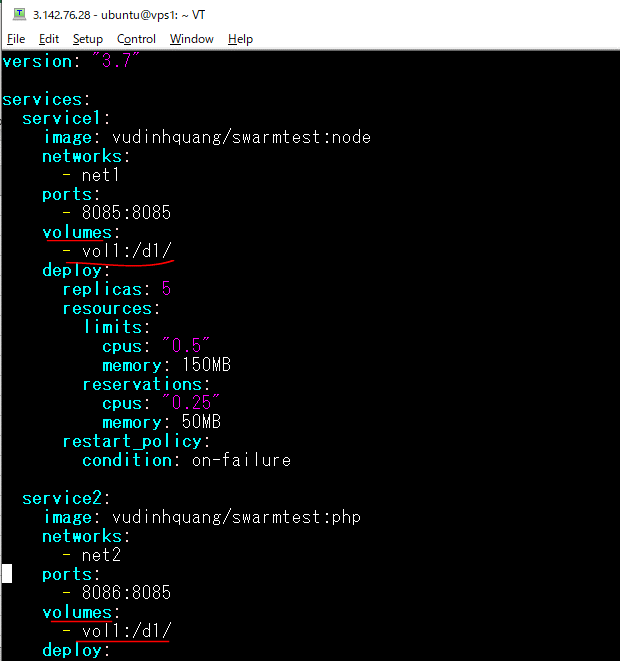 3.142.76.28 - ubuntu@vps1: ~ VT
File Edit Setup Control Window Help
version: "3.7"
services:
  service1:
    image: vudinhquang/swarmtest:node
    networks:
      - net1
    ports:
      - 8085:8085
    volumes:
      - vol1:/d1/
    deploy:
      replicas: 5
      resources:
        limits:
          cpus: "0.5"
          memory: 150MB
        reservations:
          cpus: "0.25"
          memory: 50MB
      restart_policy:
        condition: on-failure
  service2:
    image: vudinhquang/swarmtest:php
    networks:
      - net2
    ports:
      - 8086:8085
    volumes:
      - vol1:/d1/
    deploy: